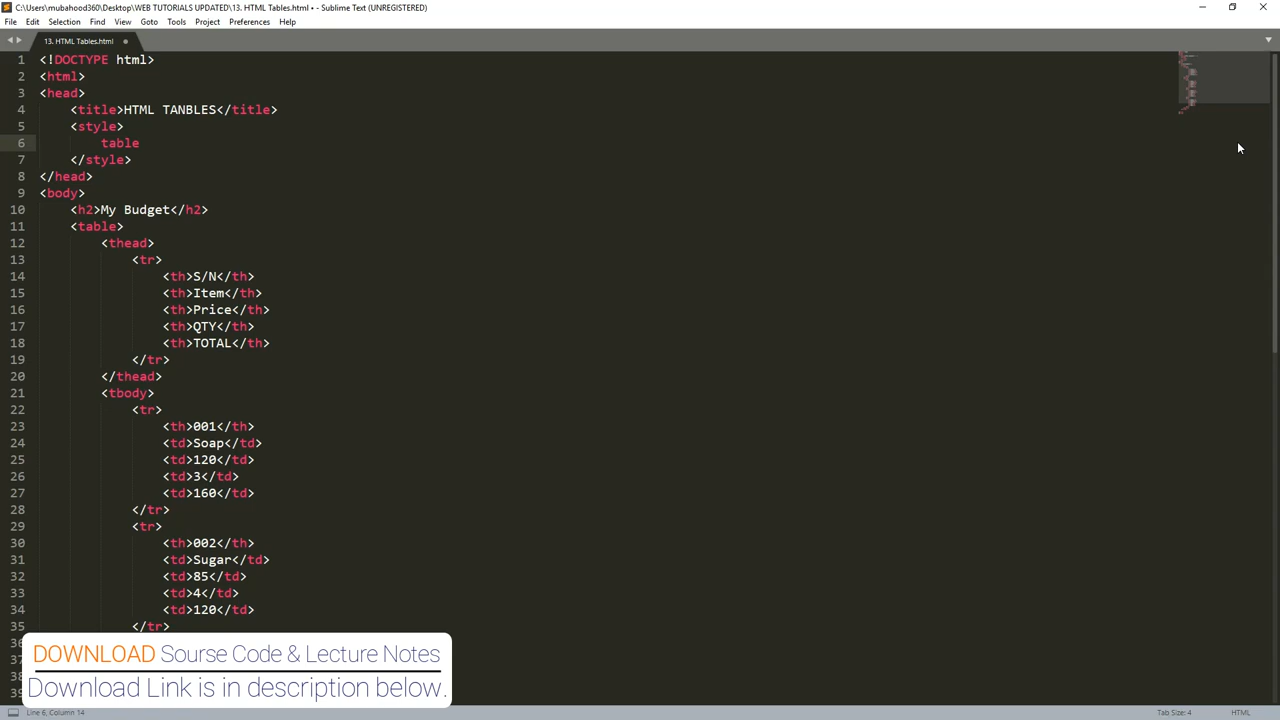 C:\Users\mubahood360\Desktop\WEB TUTORIALS UPDATED\13. HTML Tables.html • - Sublime Text (UNREGISTERED)
File Edit Selection Find View Goto Tools Project Preferences Help
13. HTML Tables.html
1 <!DOCTYPE html>
2 <html>
3 <head>
4 <title>HTML TANBLES</title>
5 <style>
6 table
7 </style>
8 </head>
9 <body>
10 <h2>My Budget</h2>
11 <table>
12 <thead>
13 <tr>
14 <th>S/N</th>
15 <th>Item</th>
16 <th>Price</th>
17 <th>QTY</th>
18 <th>TOTAL</th>
19 </tr>
20 </thead>
21 <tbody>
22 <tr>
23 <th>001</th>
24 <td>Soap</td>
25 <td>120</td>
26 <td>3</td>
27 <td>160</td>
28 </tr>
29 <tr>
30 <th>002</th>
31 <td>Sugar</td>
32 <td>85</td>
33 <td>4</td>
34 <td>120</td>
35 </tr>
DOWNLOAD Sourse Code & Lecture Notes
Download Link is in description below.
Line 6, Column 14 Tab Size: 4 HTML